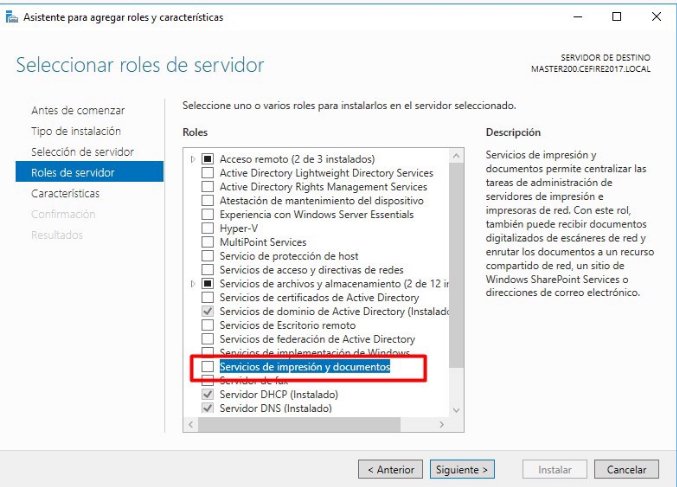 Asistente para agregar roles y características
Seleccionar roles de servidor
SERVIDOR DE DESTINO
MASTER200.CEFIRE2017.LOCAL
Antes de comenzar
Tipo de instalación
Selección de servidor
Roles de servidor
Características
Confirmación
Resultados
Seleccione uno o varios roles para instalarlos en el servidor seleccionado.
Roles
Acceso remoto (2 de 3 instalados)
Active Directory Lightweight Directory Services
Active Directory Rights Management Services
Atestación de mantenimiento del dispositivo
Experiencia con Windows Server Essentials
Hyper-V
MultiPoint Services
Servicio de protección de host
Servicios de acceso y directivas de redes
Servicios de archivos y almacenamiento (2 de 12 in
Servicios de certificados de Active Directory
Servicios de dominio de Active Directory (Instalado
Servicios de Escritorio remoto
Servicios de federación de Active Directory
Servicios de implementación de Windows
Servicios de impresión y documentos
Servidor de fax
Servidor DHCP (Instalado)
Servidor DNS (Instalado)
Descripción
Servicios de impresión y
documentos permite centralizar las
tareas de administración de
servidores de impresión e
impresoras de red. Con este rol,
también puede recibir documentos
digitalizados de escáneres de red y
enrutar los documentos a un recurso
compartido de red, un sitio de
Windows SharePoint Services o
direcciones de correo electrónico.
< Anterior
Siguiente >
Instalar
Cancelar